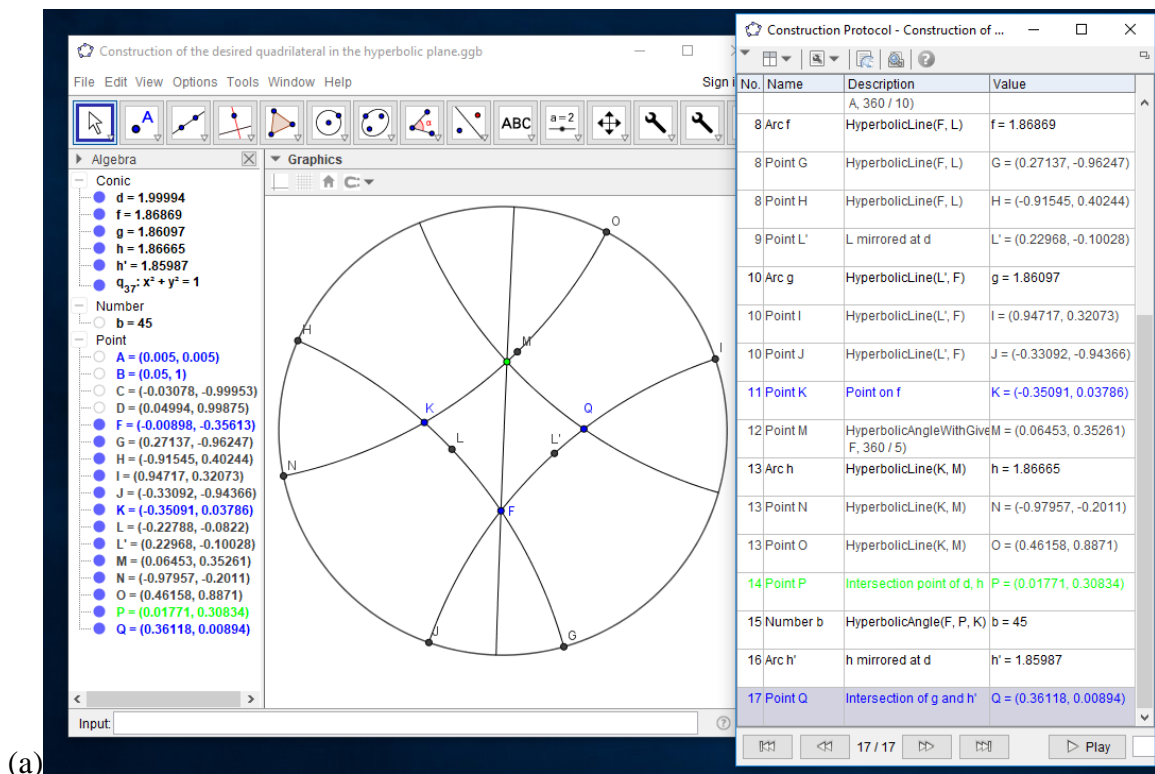 Construction of the desired quadrilateral in the hyperbolic plane.ggb
File Edit View Options Tools Window Help
Sign i
A
α
ABC
a=2
Algebra
Graphics
Conic
d = 1.99994
f = 1.86869
g = 1.86097
h = 1.86665
h' = 1.85987
q37: x² + y² = 1
Number
b = 45
Point
A = (0.005, 0.005)
B = (0.05, 1)
C = (-0.03078, -0.99953)
D = (0.04994, 0.99875)
F = (-0.00898, -0.35613)
G = (0.27137, -0.96247)
H = (-0.91545, 0.40244)
I = (0.94717, 0.32073)
J = (-0.33092, -0.94366)
K = (-0.35091, 0.03786)
L = (-0.22788, -0.0822)
L' = (0.22968, -0.10028)
M = (0.06453, 0.35261)
N = (-0.97957, -0.2011)
O = (0.46158, 0.8871)
P = (0.01771, 0.30834)
Q = (0.36118, 0.00894)
O
H
M
I
K
Q
L
L'
N
F
J
G
Input:
Construction Protocol - Construction of ...
No. Name Description Value
A, 360 / 10)
8 Arc f HyperbolicLine(F, L) f = 1.86869
8 Point G HyperbolicLine(F, L) G = (0.27137, -0.96247)
8 Point H HyperbolicLine(F, L) H = (-0.91545, 0.40244)
9 Point L' L mirrored at d L' = (0.22968, -0.10028)
10 Arc g HyperbolicLine(L', F) g = 1.86097
10 Point I HyperbolicLine(L', F) I = (0.94717, 0.32073)
10 Point J HyperbolicLine(L', F) J = (-0.33092, -0.94366)
11 Point K Point on f K = (-0.35091, 0.03786)
12 Point M HyperbolicAngleWithGive M = (0.06453, 0.35261)
F, 360 / 5)
13 Arc h HyperbolicLine(K, M) h = 1.86665
13 Point N HyperbolicLine(K, M) N = (-0.97957, -0.2011)
13 Point O HyperbolicLine(K, M) O = (0.46158, 0.8871)
14 Point P Intersection point of d, h P = (0.01771, 0.30834)
15 Number b HyperbolicAngle(F, P, K) b = 45
16 Arc h' h mirrored at d h' = 1.85987
17 Point Q Intersection of g and h' Q = (0.36118, 0.00894)
17 / 17
Play
(a)